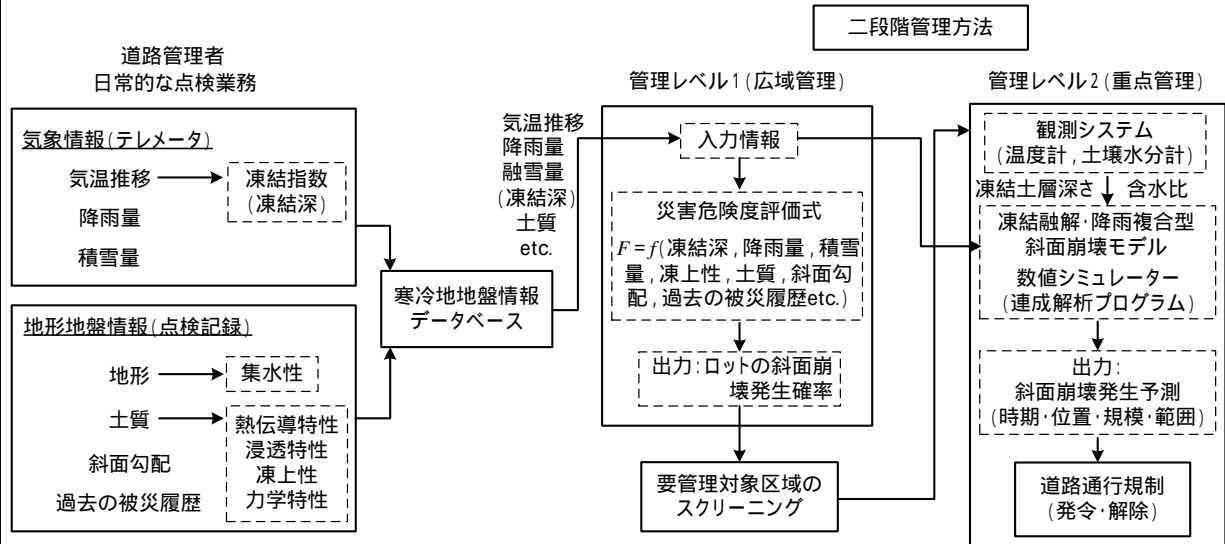 二段階管理方法
道路管理者
日常的な点検業務
気象情報(テレメータ)
気温推移
凍結指数
(凍結深)
降雨量
積雪量
地形地盤情報(点検記録)
地形
集水性
土質
熱伝導特性
浸透特性
凍上性
力学特性
斜面勾配
過去の被災履歴
寒冷地地盤情報
データベース
気温推移
降雨量
融雪量
(凍結深)
土質
etc.
管理レベル1(広域管理)
入力情報
災害危険度評価式
F=f(凍結深,降雨量,積雪
量,凍上性,土質,斜面勾
配,過去の被災履歴etc.)
出力:ロットの斜面崩
壊発生確率
要管理対象区域の
スクリーニング
管理レベル2(重点管理)
観測システム
(温度計,土壌水分計)
凍結土層深さ
含水比
凍結融解·降雨複合型
斜面崩壊モデル
数値シミュレーター
(連成解析プログラム)
出力:
斜面崩壊発生予測
(時期·位置·規模·範囲)
道路通行規制
(発令·解除)